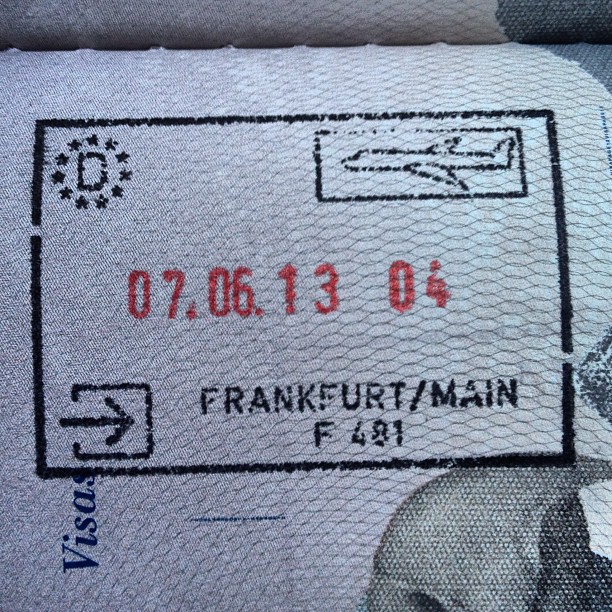 D
07.06.13 04
FRANKFURT/MAIN
F 481
Visas